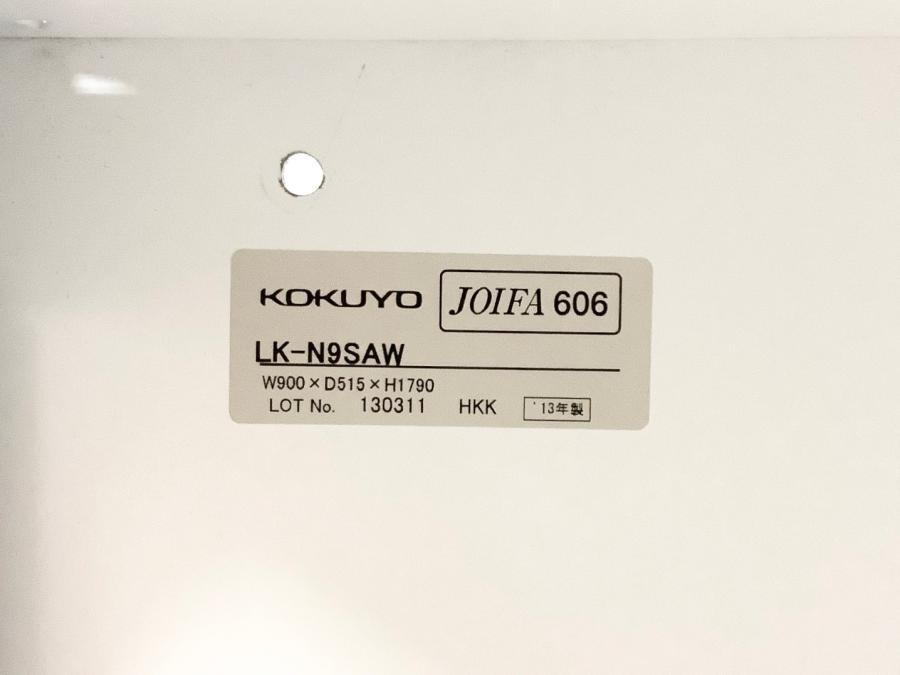 KOKUYO JOIFA 606
LK-N9SAW
W900×D515×H1790
LOT No. 130311 HKK '13年製